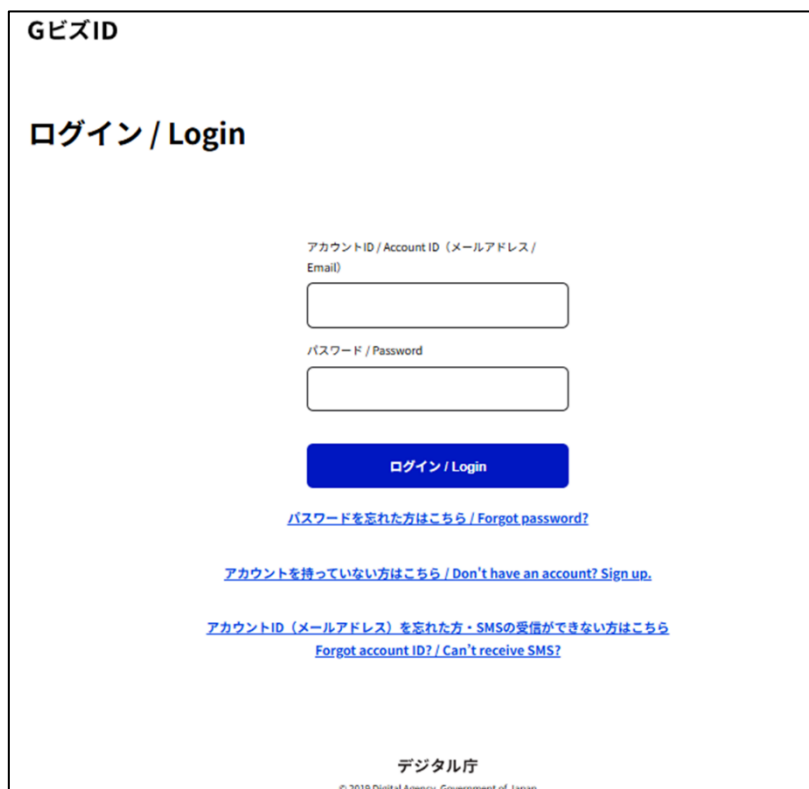 GビズID
ログイン / Login
アカウントID / Account ID（メールアドレス /
Email）
パスワード / Password
ログイン / Login
パスワードを忘れた方はこちら / Forgot password?
アカウントを持っていない方はこちら / Don't have an account? Sign up.
アカウントID（メールアドレス）を忘れた方・SMSの受信ができない方はこちら
Forgot account ID? / Can't receive SMS?
デジタル庁
© 2019 Digital Agency, Government of Japan